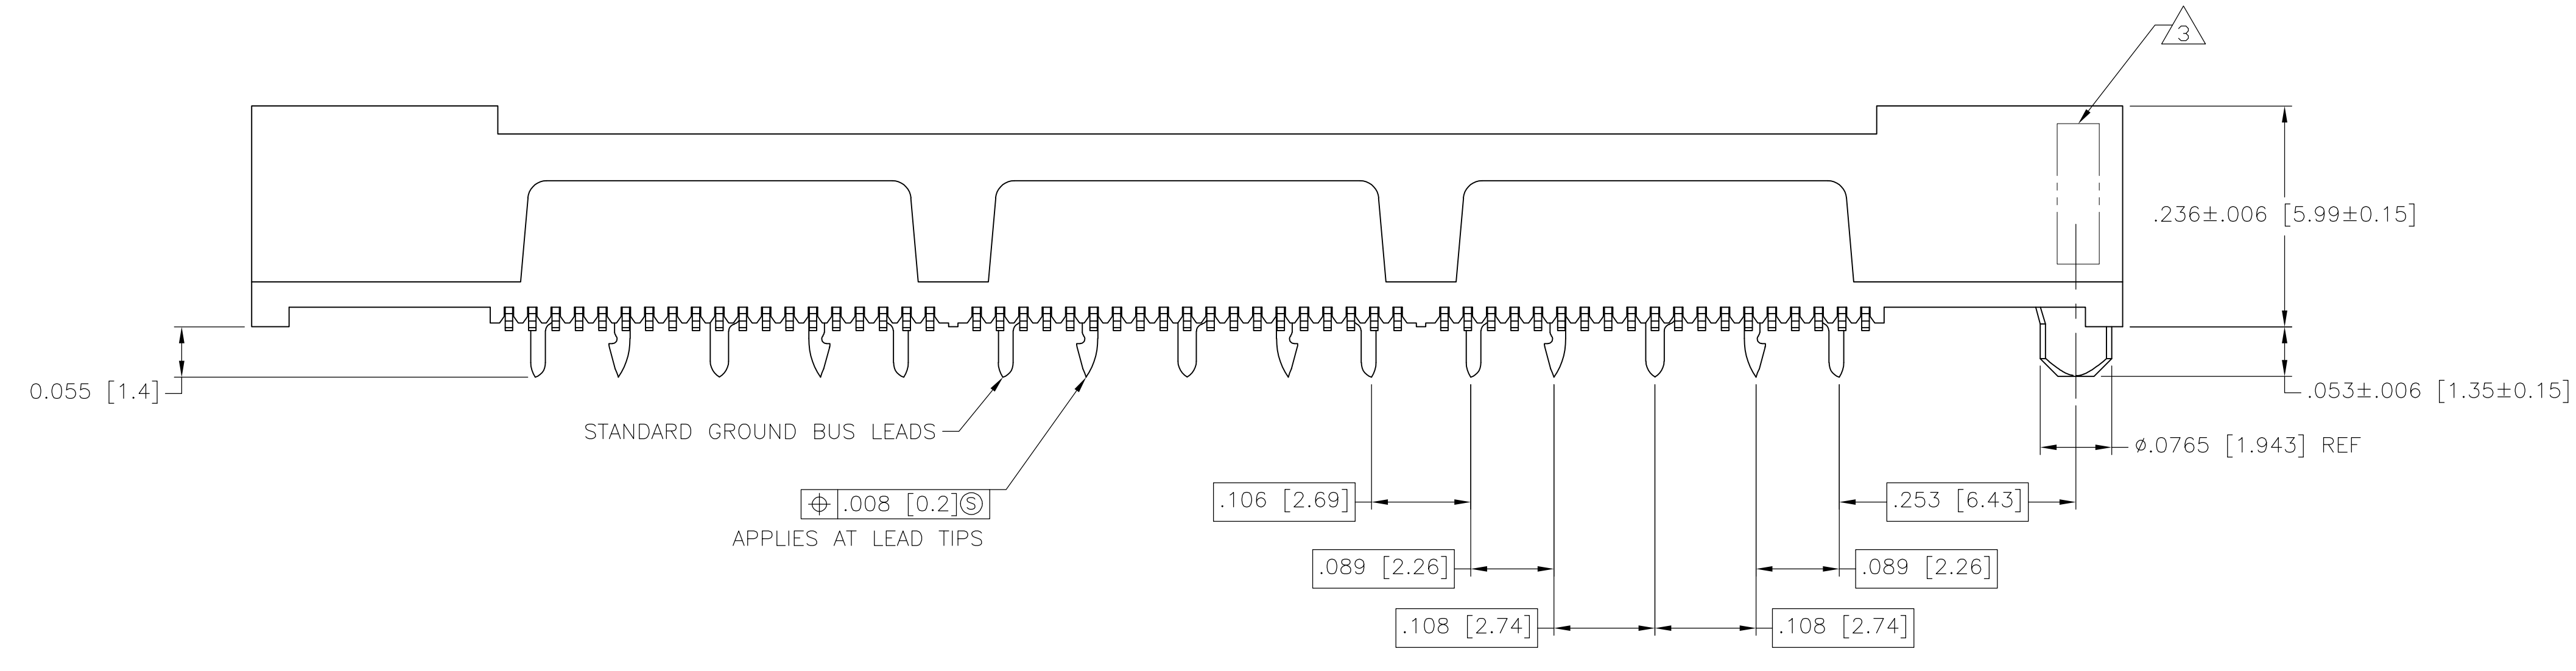 3
.236±.006 [5.99±0.15]
0.055 [1.4]
.053±.006 [1.35±0.15]
STANDARD GROUND BUS LEADS
ø.0765 [1.943] REF
⌖ .008 [0.2]Ⓢ
APPLIES AT LEAD TIPS
.106 [2.69]
.253 [6.43]
.089 [2.26]
.089 [2.26]
.108 [2.74]
.108 [2.74]